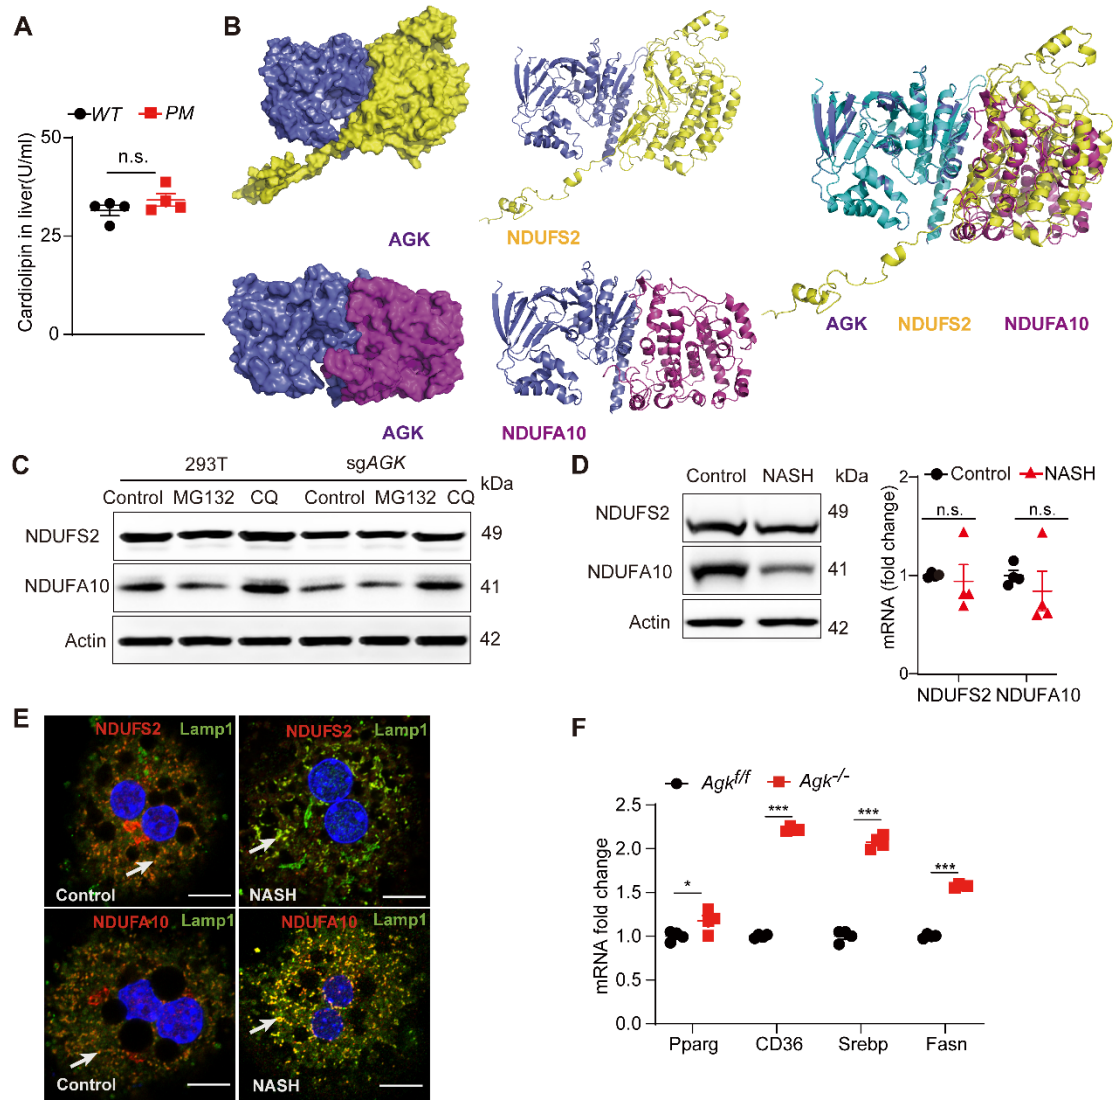 A
WT PM
50
n.s.
25
0
Cardiolipin in liver(U/ml)
B
AGK NDUFS2
AGK NDUFA10
AGK NDUFS2 NDUFA10
C
293T sgAGK
Control MG132 CQ Control MG132 CQ kDa
NDUFS2 49
NDUFA10 41
Actin 42
D
Control NASH kDa
NDUFS2 49
NDUFA10 41
Actin 42
Control NASH
2
n.s. n.s.
1
0
mRNA (fold change)
NDUFS2 NDUFA10
E
NDUFS2 Lamp1
Control
NDUFS2 Lamp1
NASH
NDUFA10 Lamp1
Control
NDUFA10 Lamp1
NASH
F
Agkf/f Agk-/-
2.5
2.0
1.5
1.0
0.5
0.0
mRNA fold change
* *** *** ***
Pparg CD36 Srebp Fasn